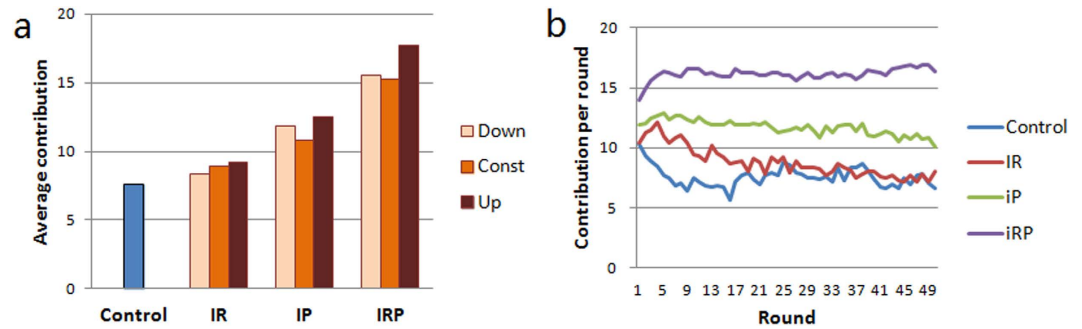 a
20
15
10
5
0
Average contribution
Control IR IP IRP
Down
Const
Up
b
20
15
10
5
0
Contribution per round
1 5 9 13 17 21 25 29 33 37 41 45 49
Round
Control
IR
iP
iRP